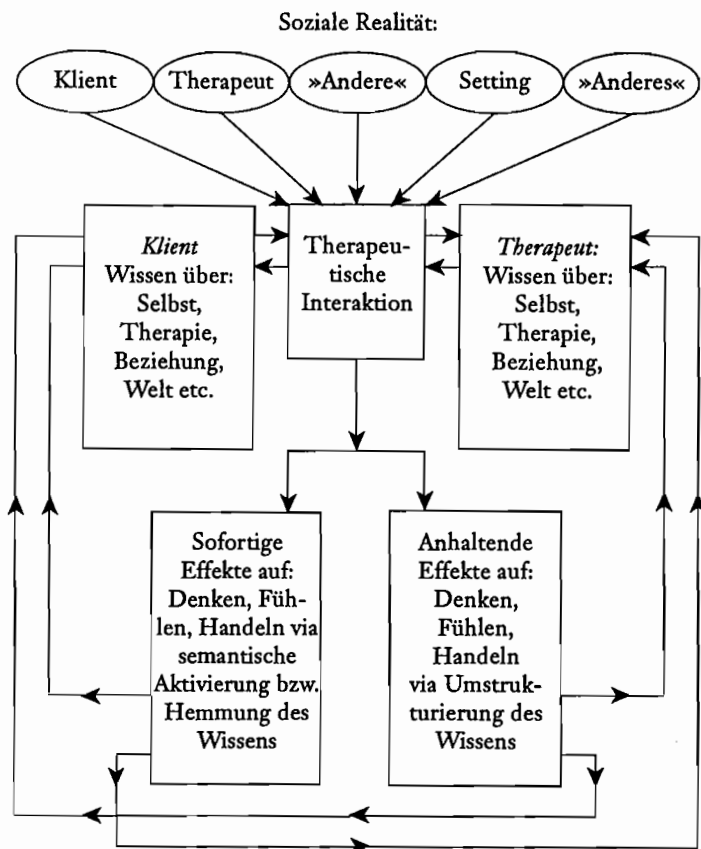 Soziale Realität:
Klient
Therapeut
»Andere«
Setting
»Anderes«
Klient
Wissen über:
Selbst,
Therapie,
Beziehung,
Welt etc.
Therapeu-
tische
Interaktion
Therapeut:
Wissen über:
Selbst,
Therapie,
Beziehung,
Welt etc.
Sofortige
Effekte auf:
Denken, Füh-
len, Handeln via
semantische
Aktivierung bzw.
Hemmung des
Wissens
Anhaltende
Effekte auf:
Denken,
Fühlen,
Handeln
via Umstruk-
turierung des
Wissens